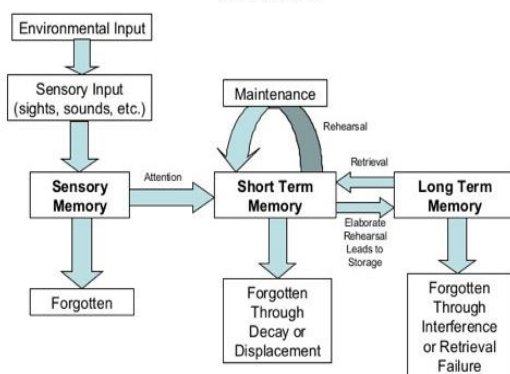 Environmental Input
Sensory Input
(sights, sounds, etc.)
Maintenance
Rehearsal
Attention
Retrieval
Sensory
Memory
Short Term
Memory
Long Term
Memory
Elaborate
Rehearsal
Leads to
Storage
Forgotten
Forgotten
Through
Decay or
Displacement
Forgotten
Through
Interference
or Retrieval
Failure